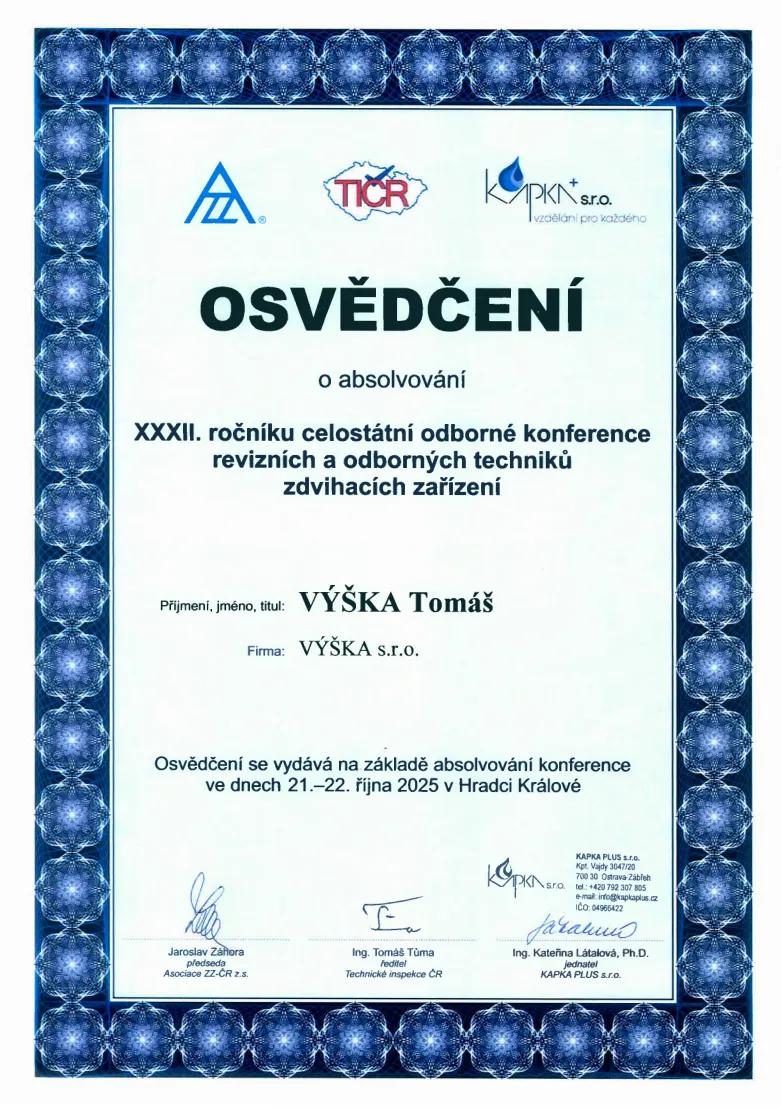 AZZ®
TIČR
KAPKA+ s.r.o.
vzdělání pro každého
OSVĚDČENÍ
o absolvování
XXXII. ročníku celostátní odborné konference
revizních a odborných techniků
zdvihacích zařízení
Příjmení, jméno, titul: VÝŠKA Tomáš
Firma: VÝŠKA s.r.o.
Osvědčení se vydává na základě absolvování konference
ve dnech 21.–22. října 2025 v Hradci Králové
KAPKA s.r.o.
KAPKA PLUS s.r.o.
Kpt. Vajdy 3047/20
700 30 Ostrava-Zábřeh
tel.: +420 792 307 805
e-mail: info@kapkaplus.cz
IČO: 04966422
Jaroslav Záhora
předseda
Asociace ZZ-ČR z.s.
Ing. Tomáš Tůma
ředitel
Technické inspekce ČR
Ing. Kateřina Látalová, Ph.D.
jednatel
KAPKA PLUS s.r.o.